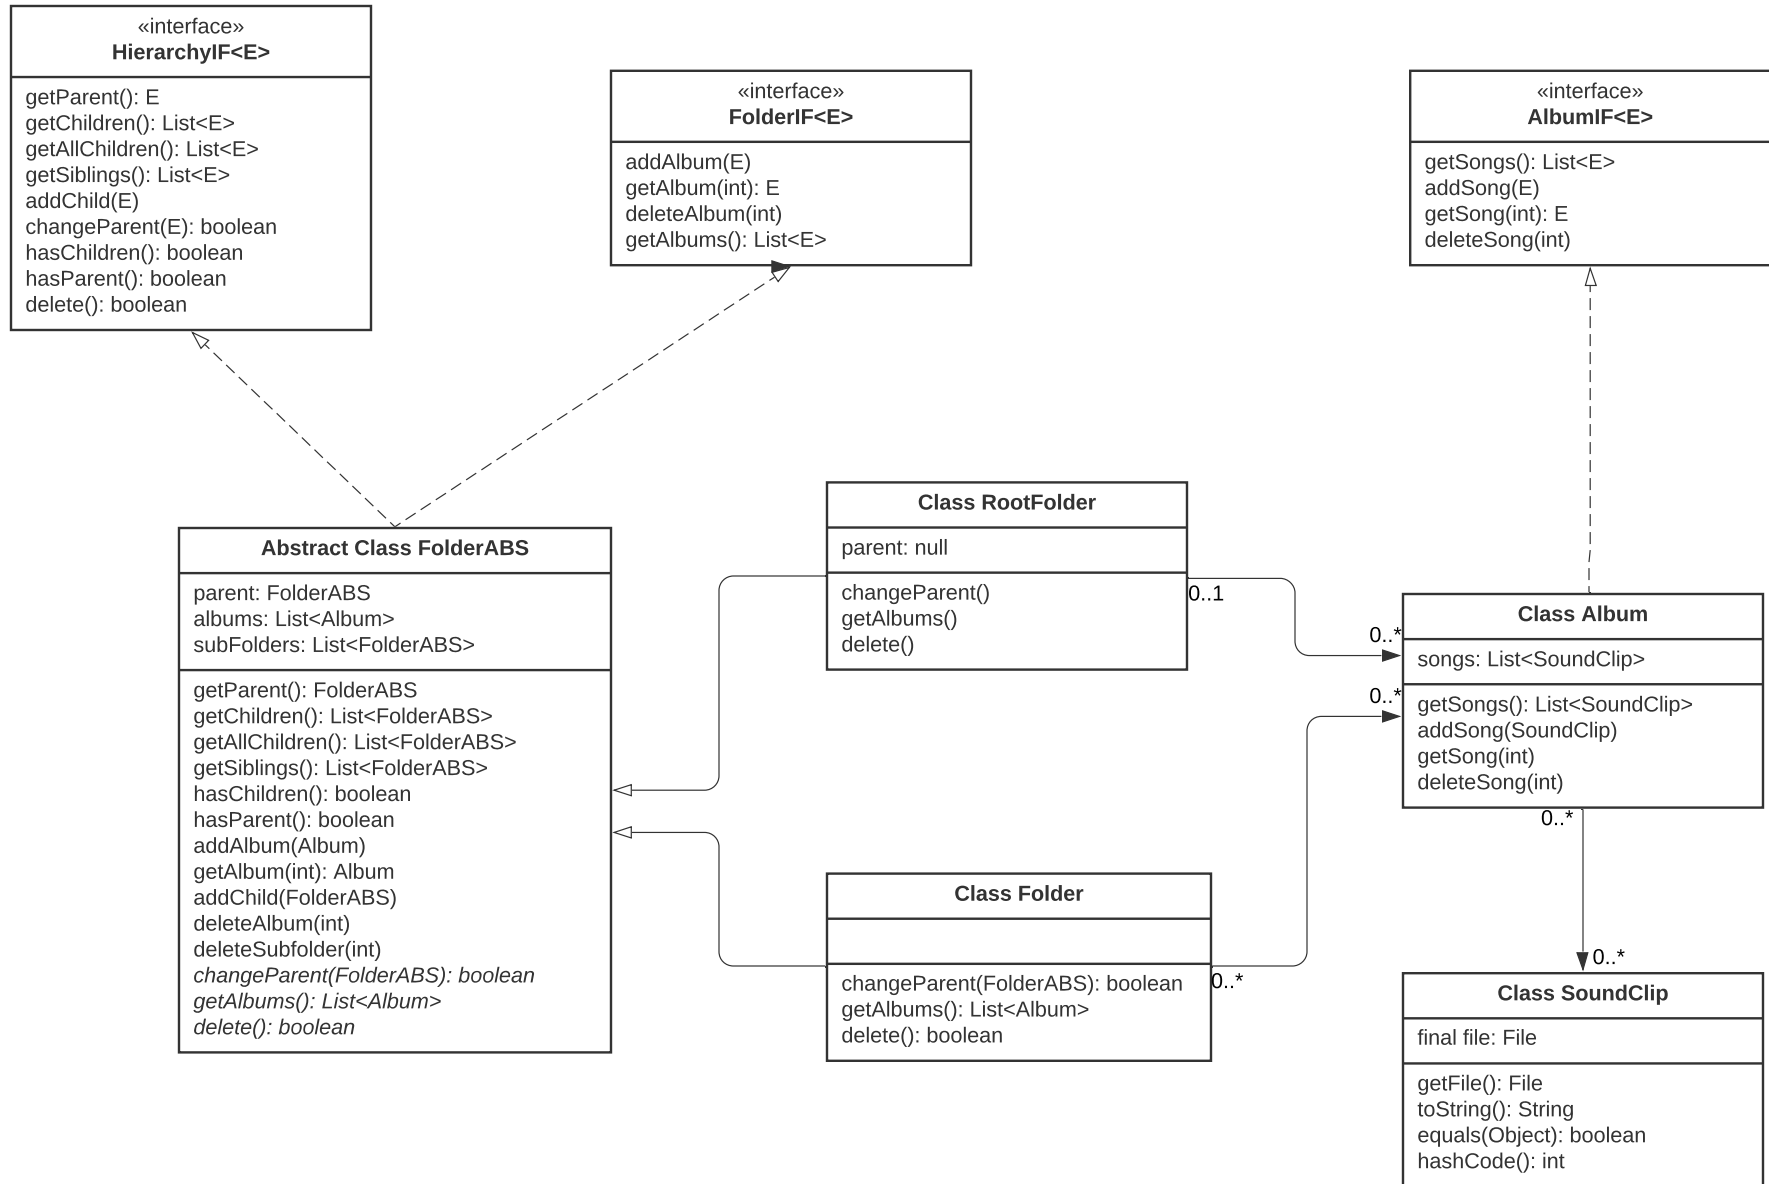 «interface»
HierarchyIF<E>
getParent(): E
getChildren(): List<E>
getAllChildren(): List<E>
getSiblings(): List<E>
addChild(E)
changeParent(E): boolean
hasChildren(): boolean
hasParent(): boolean
delete(): boolean
«interface»
FolderIF<E>
addAlbum(E)
getAlbum(int): E
deleteAlbum(int)
getAlbums(): List<E>
«interface»
AlbumIF<E>
getSongs(): List<E>
addSong(E)
getSong(int): E
deleteSong(int)
Abstract Class FolderABS
parent: FolderABS
albums: List<Album>
subFolders: List<FolderABS>
getParent(): FolderABS
getChildren(): List<FolderABS>
getAllChildren(): List<FolderABS>
getSiblings(): List<FolderABS>
hasChildren(): boolean
hasParent(): boolean
addAlbum(Album)
getAlbum(int): Album
addChild(FolderABS)
deleteAlbum(int)
deleteSubfolder(int)
changeParent(FolderABS): boolean
getAlbums(): List<Album>
delete(): boolean
Class RootFolder
parent: null
changeParent()
getAlbums()
delete()
0..1
0..*
Class Folder
changeParent(FolderABS): boolean
getAlbums(): List<Album>
delete(): boolean
0..*
0..*
Class Album
songs: List<SoundClip>
getSongs(): List<SoundClip>
addSong(SoundClip)
getSong(int)
deleteSong(int)
0..*
0..*
Class SoundClip
final file: File
getFile(): File
toString(): String
equals(Object): boolean
hashCode(): int